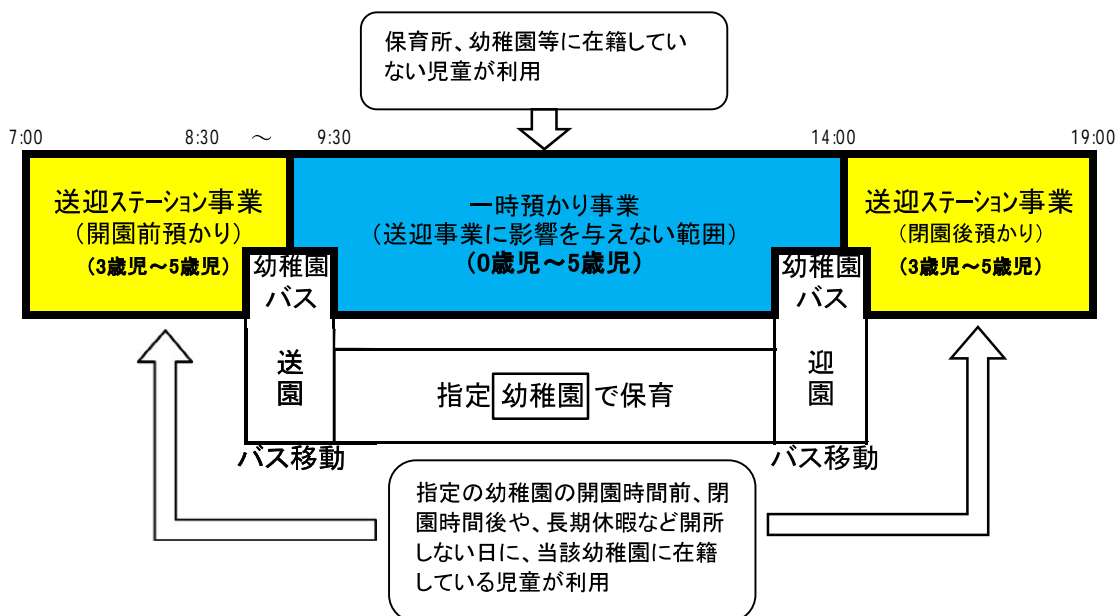 保育所、幼稚園等に在籍してい
ない児童が利用
7:00
8:30 ～ 9:30
14:00
19:00
送迎ステーション事業
（開園前預かり）
（3歳児～5歳児）
一時預かり事業
（送迎事業に影響を与えない範囲）
（0歳児～5歳児）
送迎ステーション事業
（閉園後預かり）
（3歳児～5歳児）
幼稚園
バス
送
園
バス移動
指定幼稚園で保育
幼稚園
バス
迎
園
バス移動
指定の幼稚園の開園時間前、閉
園時間後や、長期休暇など開所
しない日に、当該幼稚園に在籍
している児童が利用